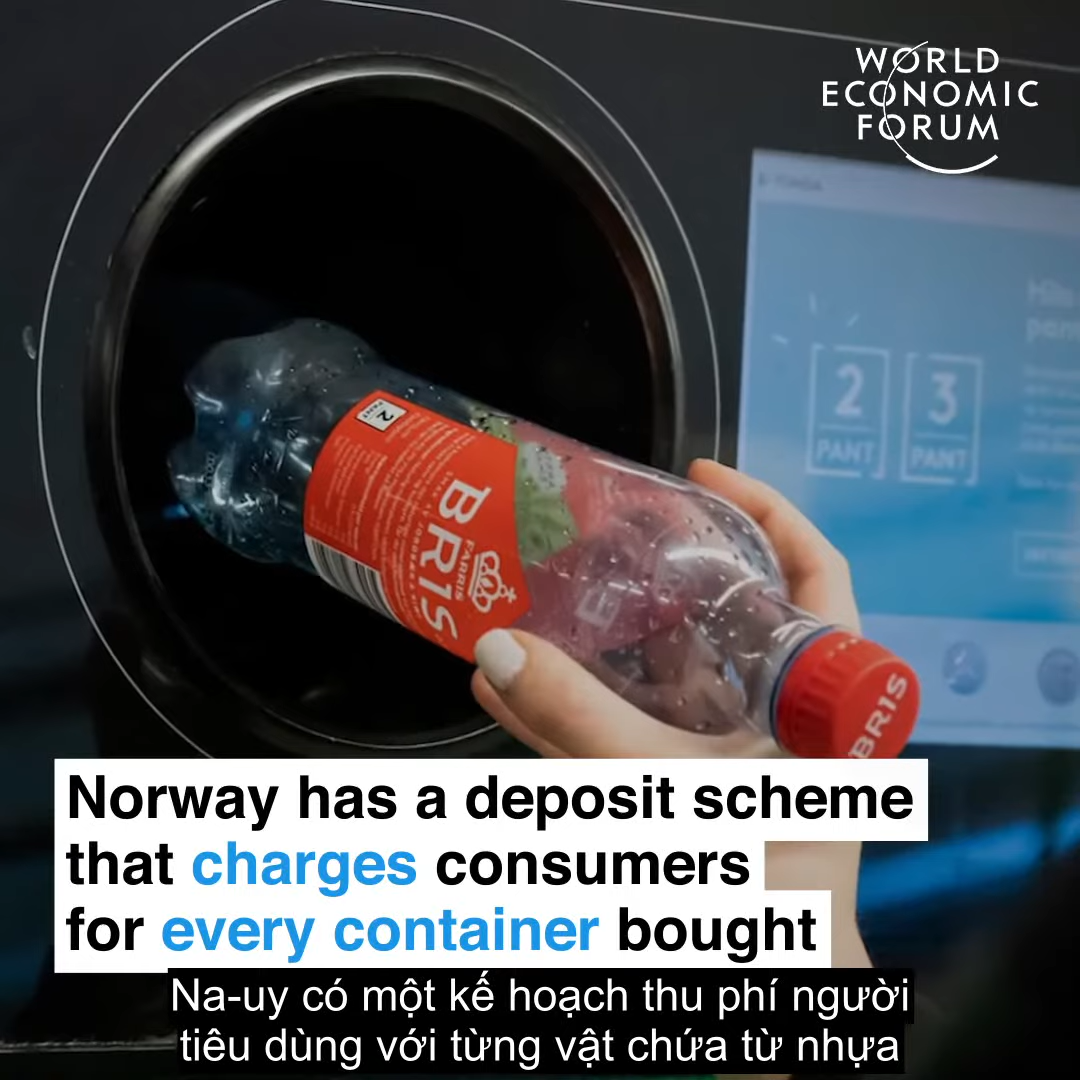 WORLD
ECONOMIC
FORUM
2
PANT
3
PANT
2
PANT
FARRIS
BRIS
BRIS
Norway has a deposit scheme
that charges consumers
for every container bought
Na-uy có một kế hoạch thu phí người
tiêu dùng với từng vật chứa từ nhựa